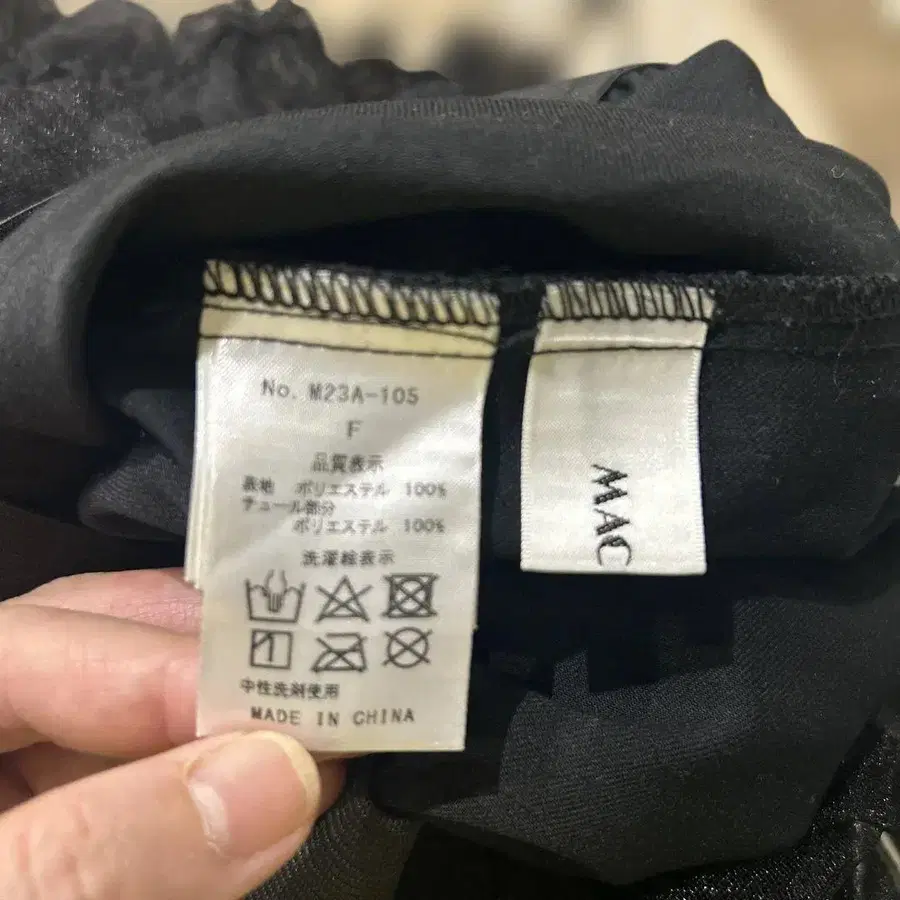 No. M23A-105
F
品質表示
表地 ポリエステル 100%
チュール部分
ポリエステル 100%
洗濯絵表示
中性洗剤使用
MADE IN CHINA
MAC